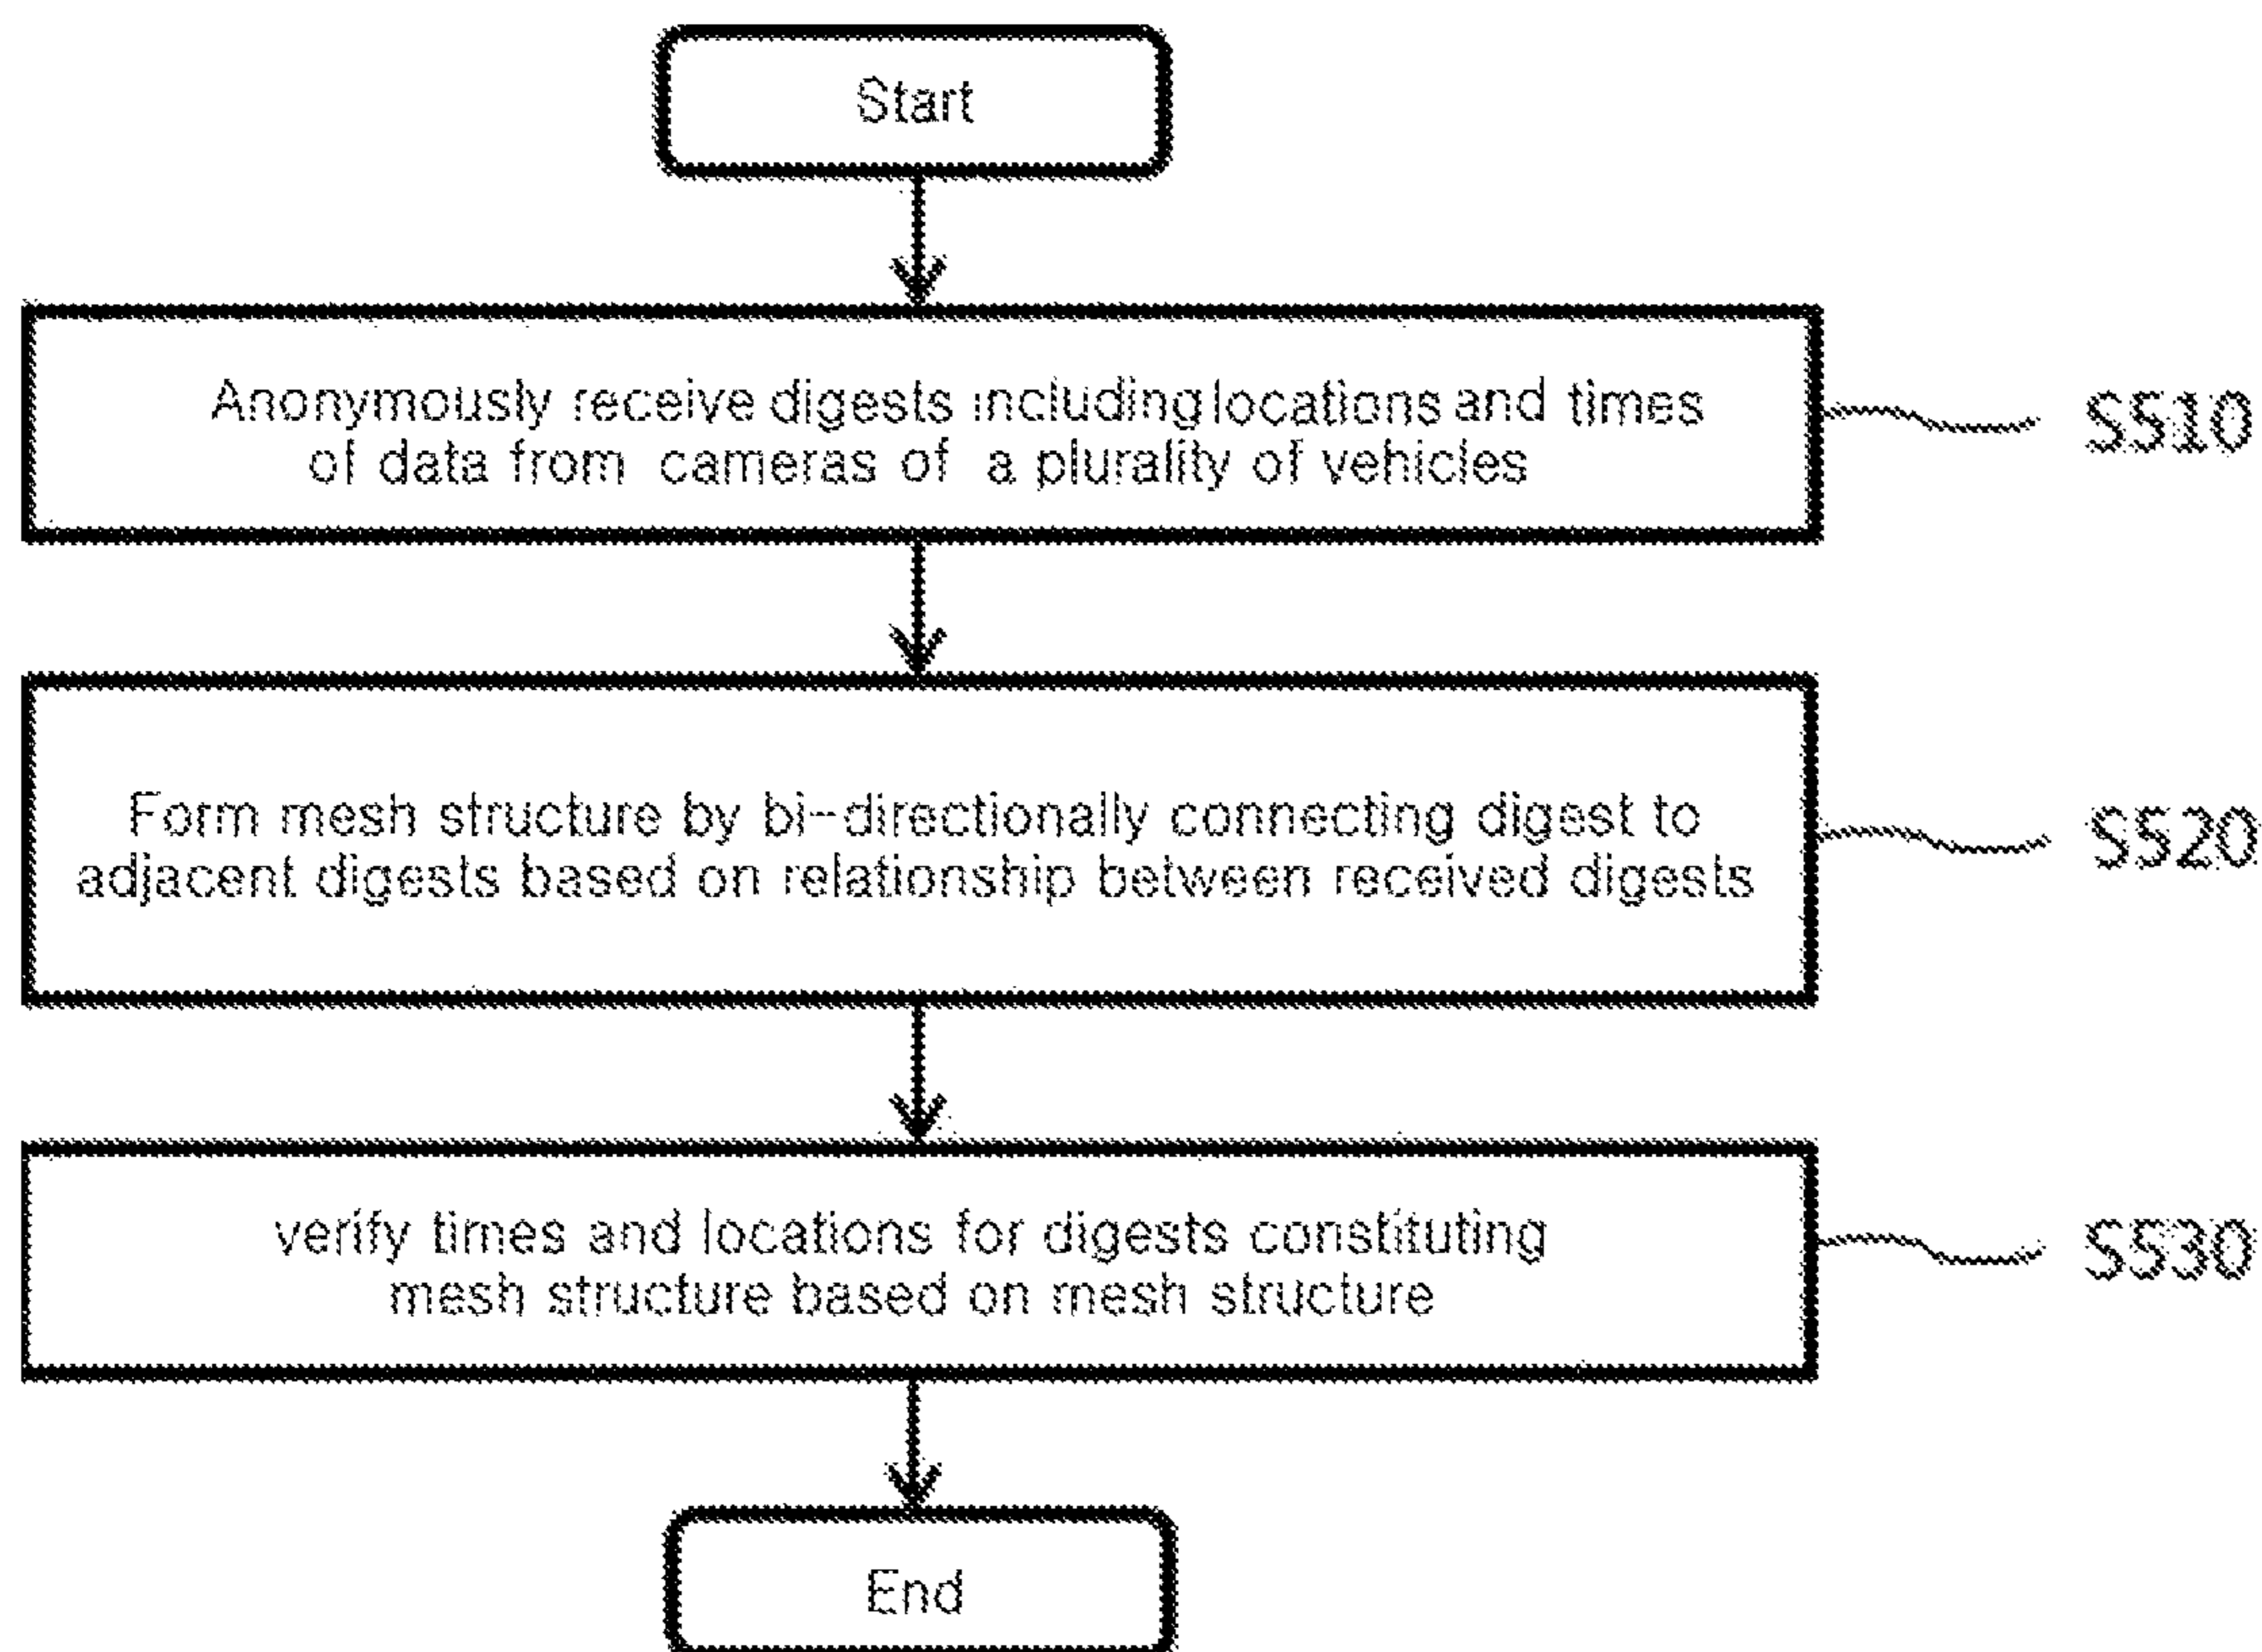 Start
Anonymously receive digests including locations and times
of data from cameras of a plurality of vehicles
S510
Form mesh structure by bi-directionally connecting digest to
adjacent digests based on relationship between received digests
S520
verify times and locations for digests constituting
mesh structure based on mesh structure
S530
End